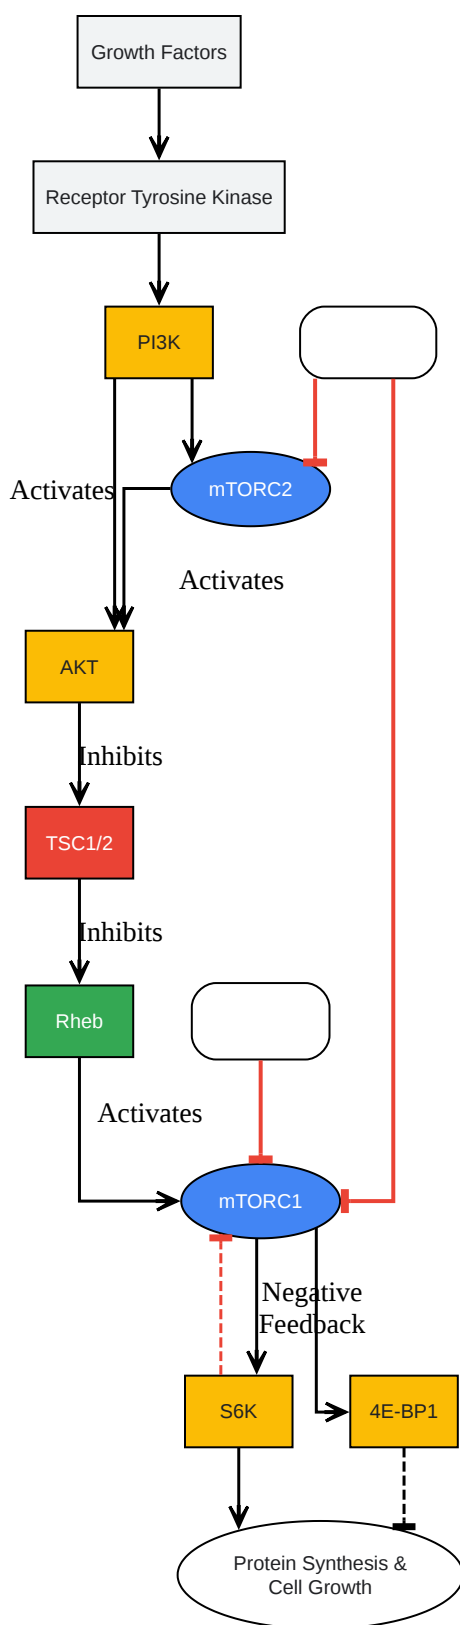 Growth Factors
Receptor Tyrosine Kinase
PI3K
Activates
mTORC2
Activates
AKT
Inhibits
TSC1/2
Inhibits
Rheb
Activates
mTORC1
Negative
Feedback
S6K
4E-BP1
Protein Synthesis &
Cell Growth